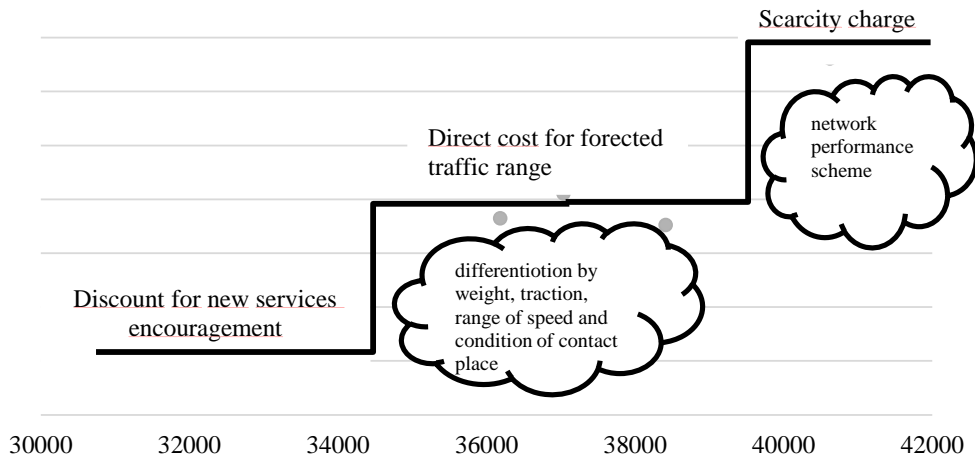 Scarcity charge
network
performance
scheme
Direct cost for forected
traffic range
differentiotion by
weight, traction,
range of speed and
condition of contact
place
Discount for new services
encouragement
30000 32000 34000 36000 38000 40000 42000